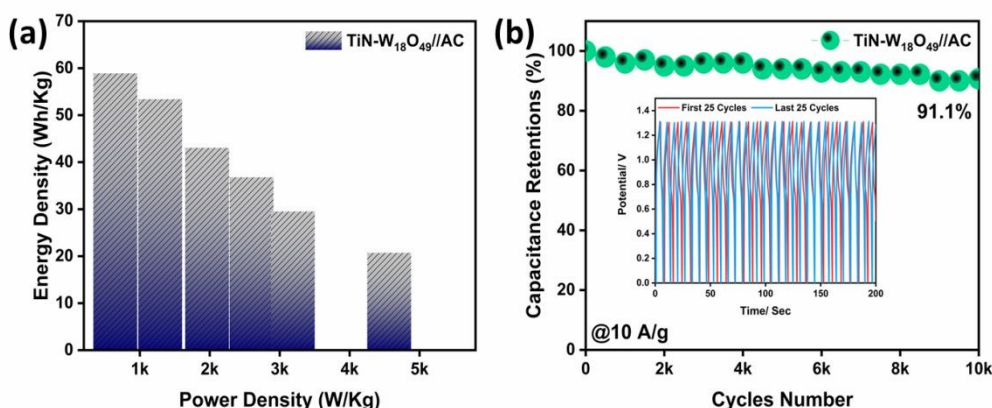 (a)
TiN-W₁₈O₄₉//AC
Energy Density (Wh/Kg)
70
60
50
40
30
20
10
0
1k 2k 3k 4k 5k
Power Density (W/Kg)
(b)
TiN-W₁₈O₄₉//AC
Capacitance Retentions (%)
100
80
60
40
20
0
91.1%
First 25 Cycles Last 25 Cycles
Potential/ V
1.4
1.2
1.0
0.8
0.6
0.4
0.2
0.0
0 50 100 150 200
Time/ Sec
@10 A/g
0 2k 4k 6k 8k 10k
Cycles Number